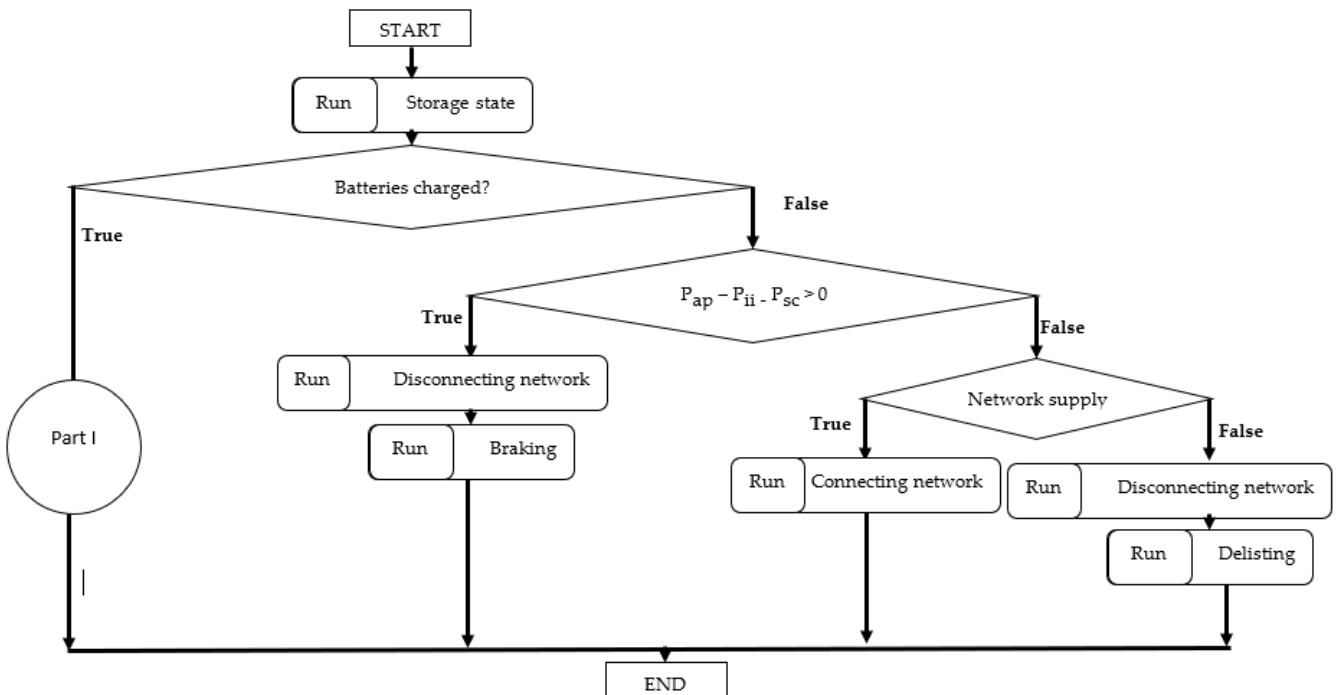 START
Run Storage state
Batteries charged?
True
False
Pap – Pii - Psc > 0
True
False
Run Disconnecting network
Network supply
True
False
Part I
Run Braking
Run Connecting network
Run Disconnecting network
Run Delisting
END